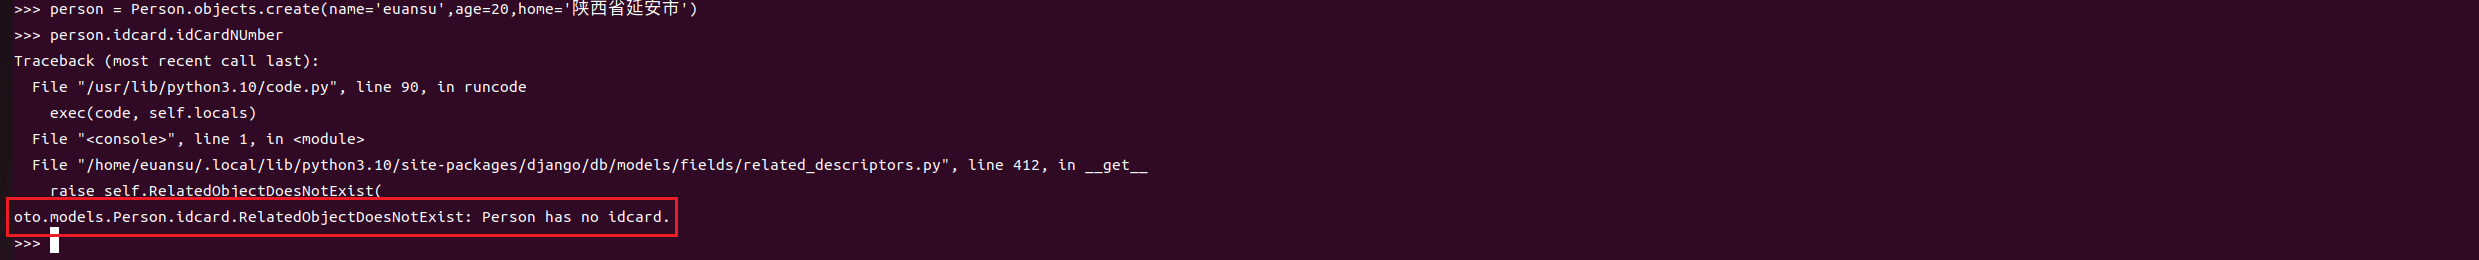 >>> person = Person.objects.create(name='euansu',age=20,home='陕西省延安市')
>>> person.idcard.idCardNUmber
Traceback (most recent call last):
  File "/usr/lib/python3.10/code.py", line 90, in runcode
    exec(code, self.locals)
  File "<console>", line 1, in <module>
  File "/home/euansu/.local/lib/python3.10/site-packages/django/db/models/fields/related_descriptors.py", line 412, in __get__
    raise self.RelatedObjectDoesNotExist(
oto.models.Person.idcard.RelatedObjectDoesNotExist: Person has no idcard.
>>>